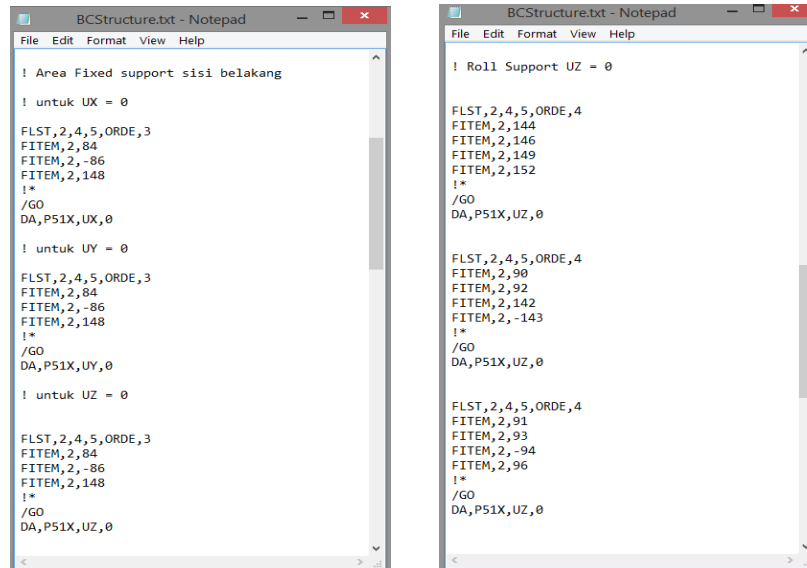 BCStructure.txt - Notepad
File Edit Format View Help
! Area Fixed support sisi belakang
! untuk UX = 0
FLST,2,4,5,ORDE,3
FITEM,2,84
FITEM,2,-86
FITEM,2,148
!*
/GO
DA,P51X,UX,0
! untuk UY = 0
FLST,2,4,5,ORDE,3
FITEM,2,84
FITEM,2,-86
FITEM,2,148
!*
/GO
DA,P51X,UY,0
! untuk UZ = 0
FLST,2,4,5,ORDE,3
FITEM,2,84
FITEM,2,-86
FITEM,2,148
!*
/GO
DA,P51X,UZ,0
BCStructure.txt - Notepad
File Edit Format View Help
! Roll Support UZ = 0
FLST,2,4,5,ORDE,4
FITEM,2,144
FITEM,2,146
FITEM,2,149
FITEM,2,152
!*
/GO
DA,P51X,UZ,0
FLST,2,4,5,ORDE,4
FITEM,2,90
FITEM,2,92
FITEM,2,142
FITEM,2,-143
!*
/GO
DA,P51X,UZ,0
FLST,2,4,5,ORDE,4
FITEM,2,91
FITEM,2,93
FITEM,2,-94
FITEM,2,96
!*
/GO
DA,P51X,UZ,0